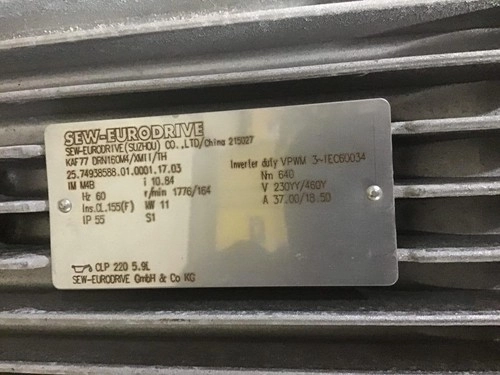 SEW-EURODRIVE
SEW-EURODRIVE(SUZHOU) CO.,LTD/China 215027
KAF77 DRN160M4/XM11/TH
25.74938588.01.0001.17.03 Inverter duty VPWM 3~IEC60034
IM M4B i 10.84 Nm 640
Hz 60 r/min 1776/164 V 230YY/460Y
Ins.CL.155(F) kW 11 A 37.00/18.50
IP 55 S1
CLP 220 5.9L
SEW-EURODRIVE GmbH & Co KG